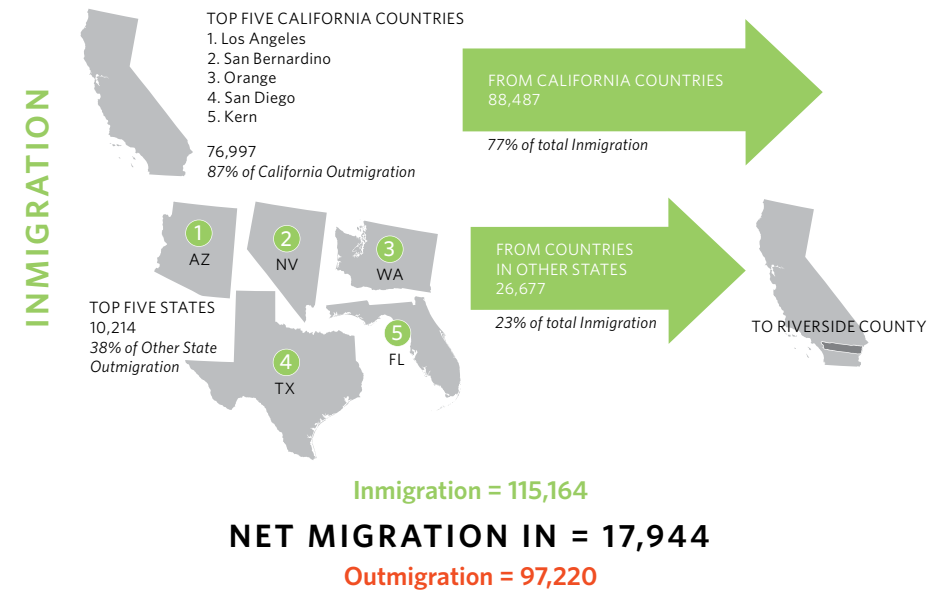 INMIGRATION
TOP FIVE CALIFORNIA COUNTRIES
1. Los Angeles
2. San Bernardino
3. Orange
4. San Diego
5. Kern
76,997
87% of California Outmigration
FROM CALIFORNIA COUNTRIES
88,487
77% of total Inmigration
1
AZ
2
NV
3
WA
TOP FIVE STATES
10,214
38% of Other State
Outmigration
4
TX
5
FL
FROM COUNTRIES
IN OTHER STATES
26,677
23% of total Inmigration
TO RIVERSIDE COUNTY
Inmigration = 115,164
NET MIGRATION IN = 17,944
Outmigration = 97,220